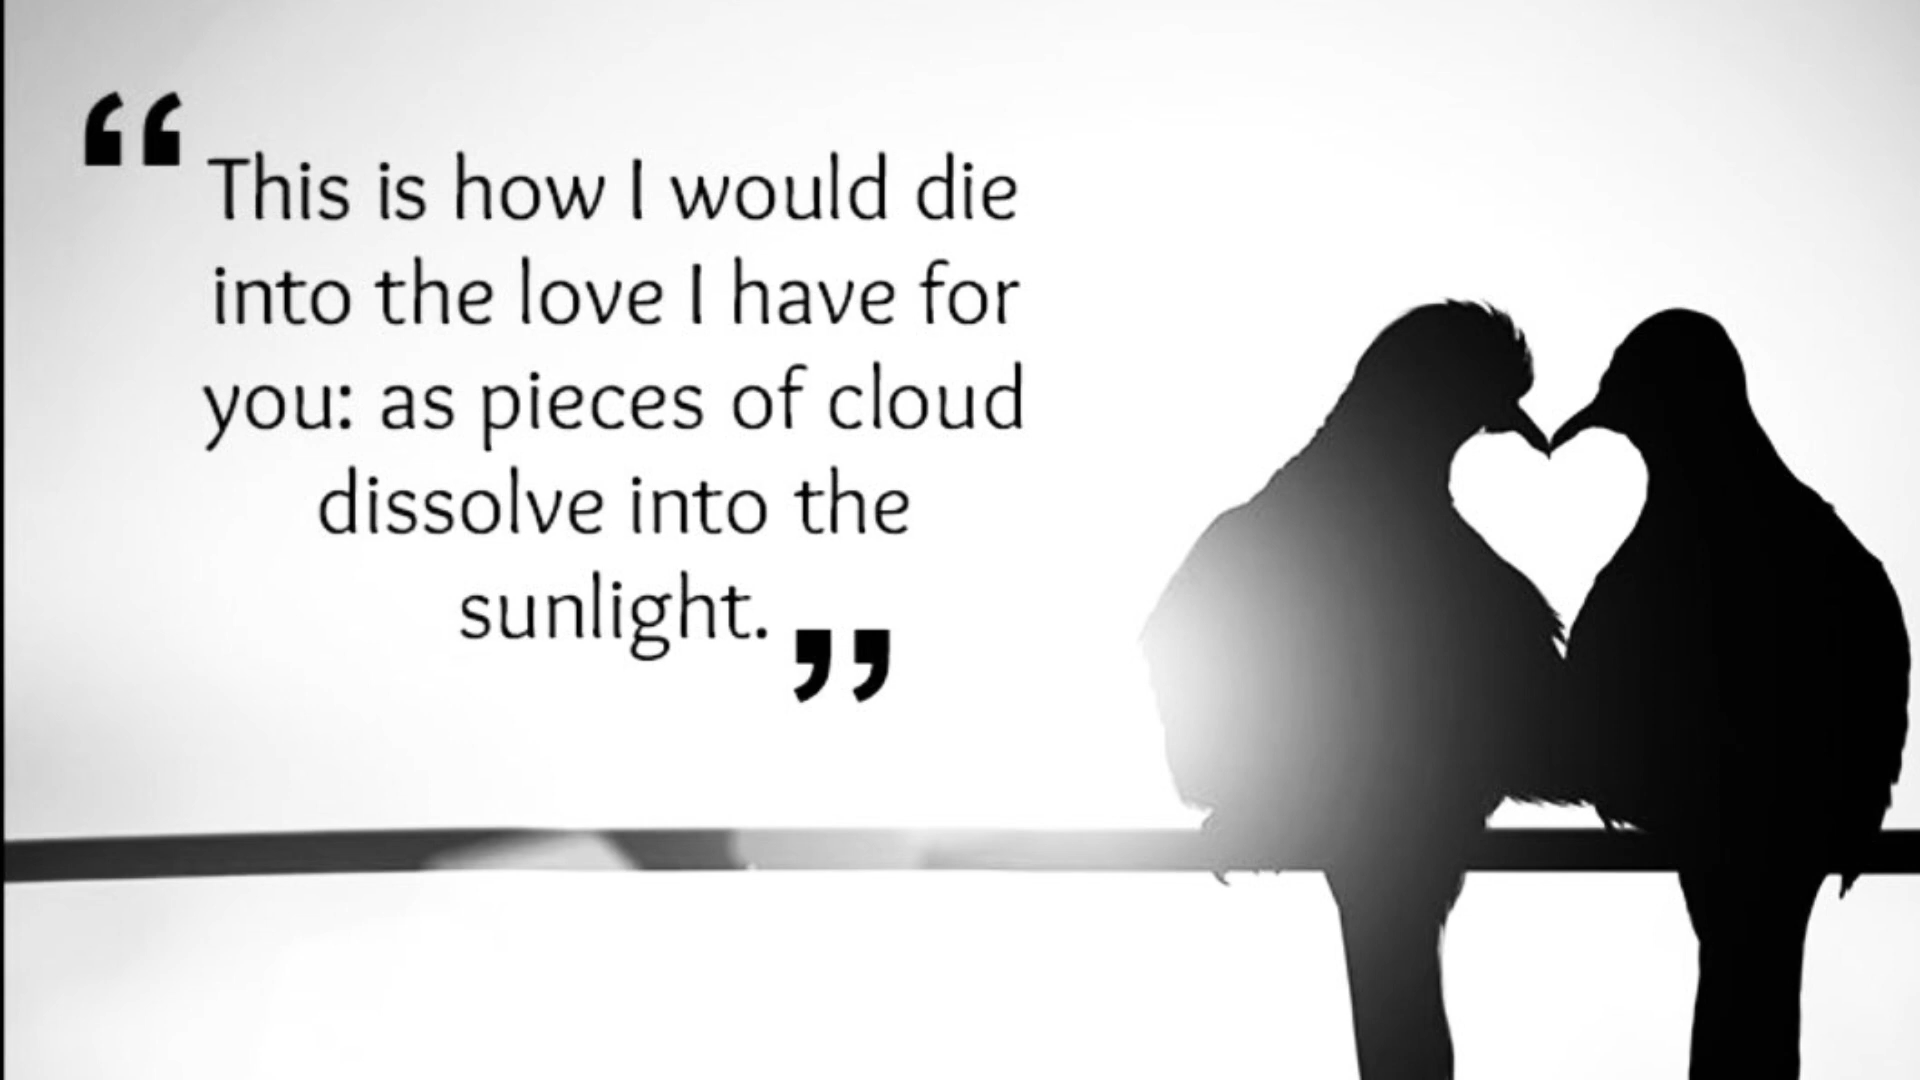 “This is how I would die
into the love I have for
you: as pieces of cloud
dissolve into the
sunlight.”